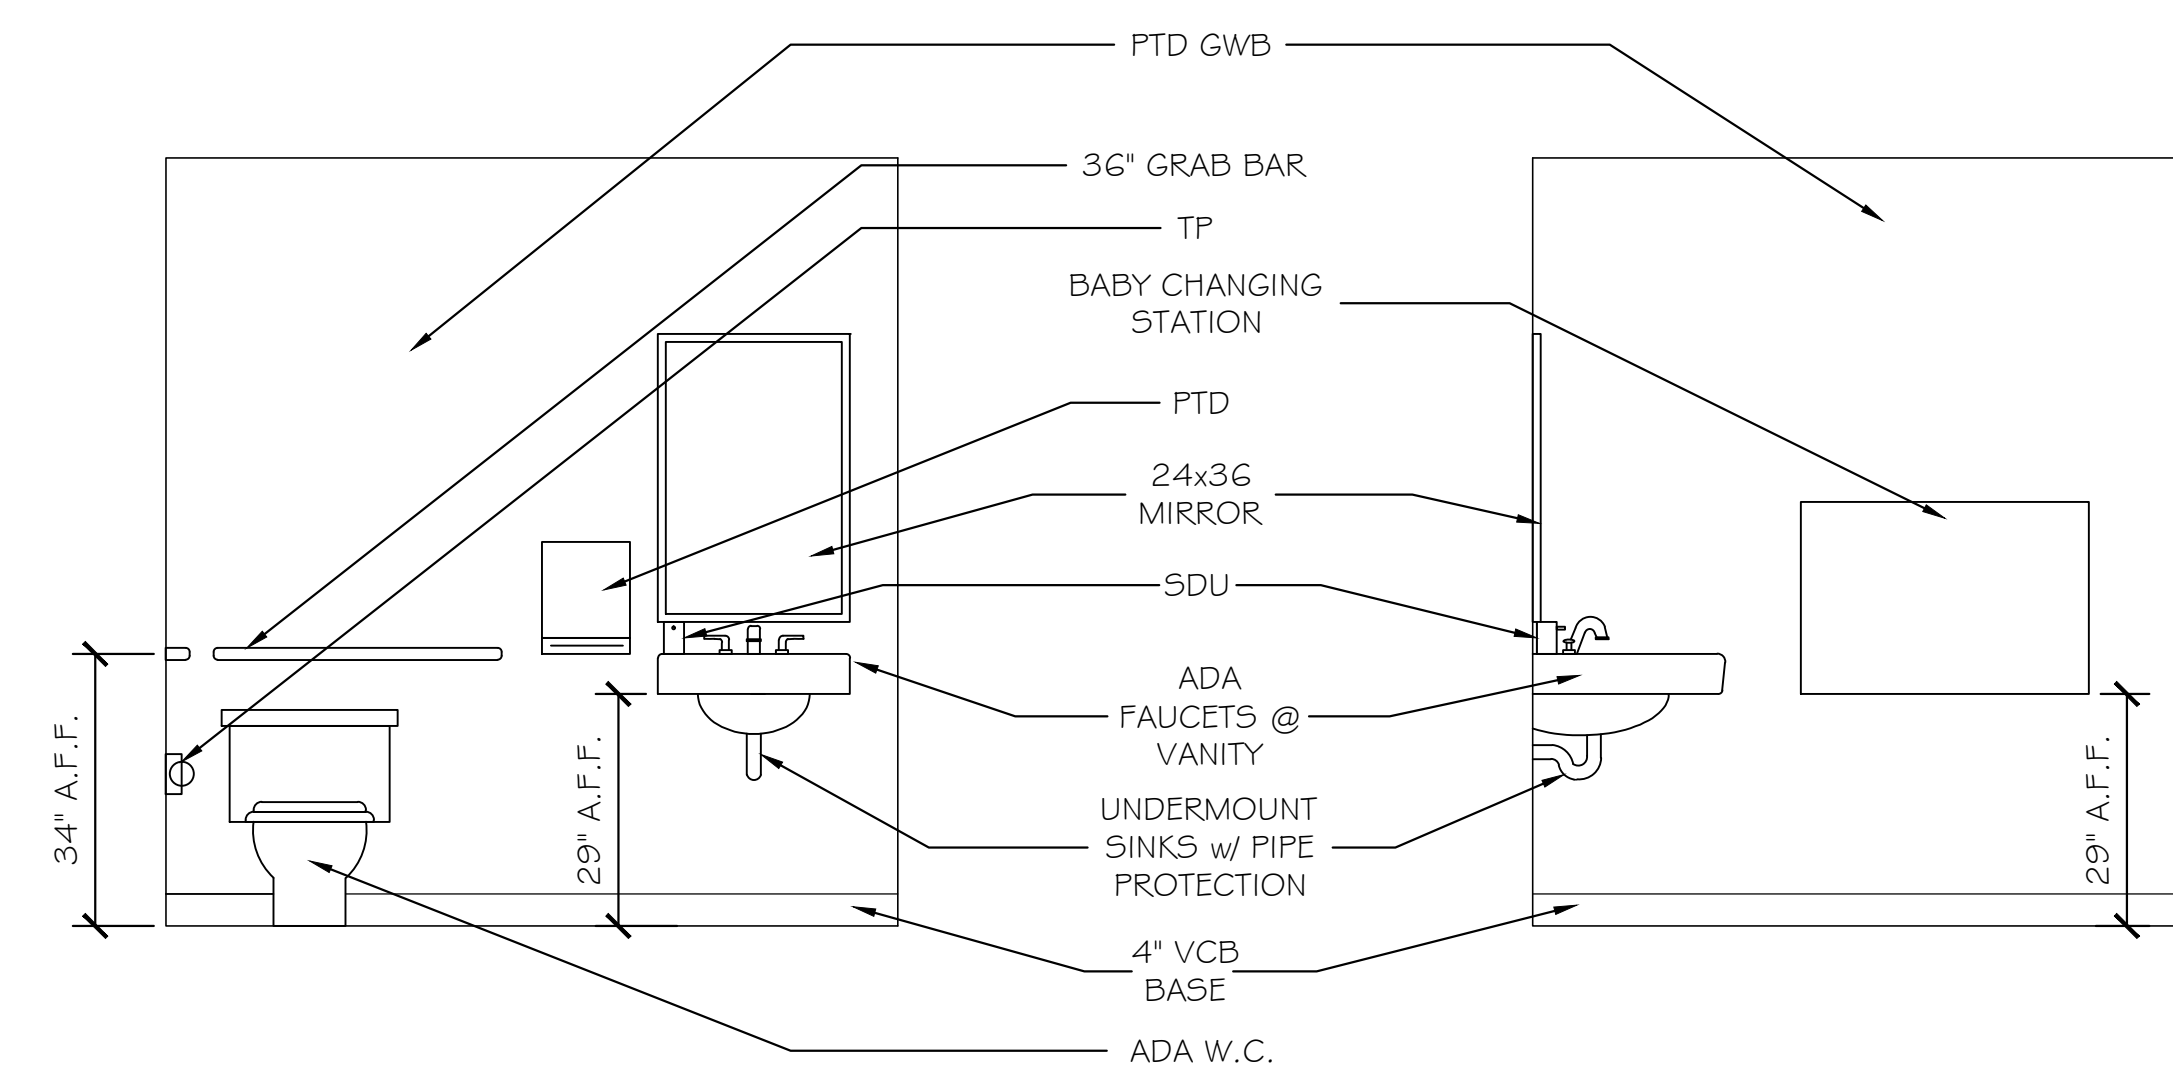 PTD GWB
36" GRAB BAR
TP
BABY CHANGING
STATION
PTD
24x36
MIRROR
SDU
ADA
FAUCETS @
VANITY
UNDERMOUNT
SINKS w/ PIPE
PROTECTION
4" VCB
BASE
ADA W.C.
34" A.F.F.
29" A.F.F.
29" A.F.F.